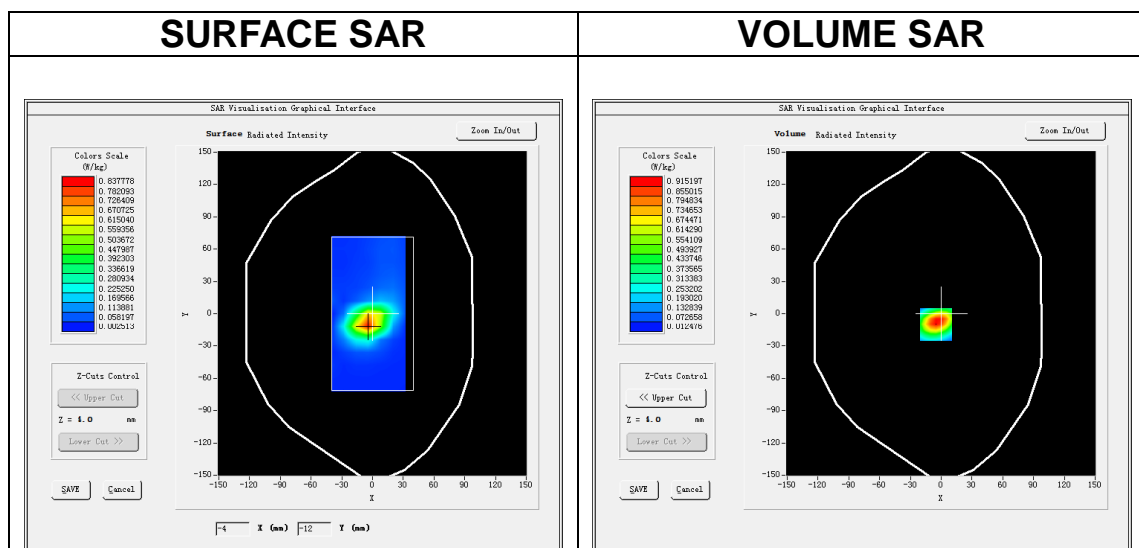 SURFACE SAR
VOLUME SAR
SAR Visualisation Graphical Interface
Surface Radiated Intensity
Zoom In/Out
Colors Scale
(W/kg)
0.837778
0.782093
0.726409
0.670725
0.615040
0.559356
0.503672
0.447987
0.392303
0.336619
0.280934
0.225250
0.169566
0.113881
0.058197
0.002513
Z-Cuts Control
<< Upper Cut
Z = 4.0 mm
Lower Cut >>
SAVE Cancel
150
120
90
60
30
0
-30
-60
-90
-120
-150
Y
-150 -120 -90 -60 -30 0 30 60 90 120 150
X
-4 X (mm) -12 Y (mm)
SAR Visualisation Graphical Interface
Volume Radiated Intensity
Zoom In/Out
Colors Scale
(W/kg)
0.915197
0.855015
0.794834
0.734653
0.674471
0.614290
0.554109
0.493927
0.433746
0.373565
0.313383
0.253202
0.193020
0.132839
0.072658
0.012476
Z-Cuts Control
<< Upper Cut
Z = 4.0 mm
Lower Cut >>
SAVE Cancel
150
120
90
60
30
0
-30
-60
-90
-120
-150
Y
-150 -120 -90 -60 -30 0 30 60 90 120 150
X